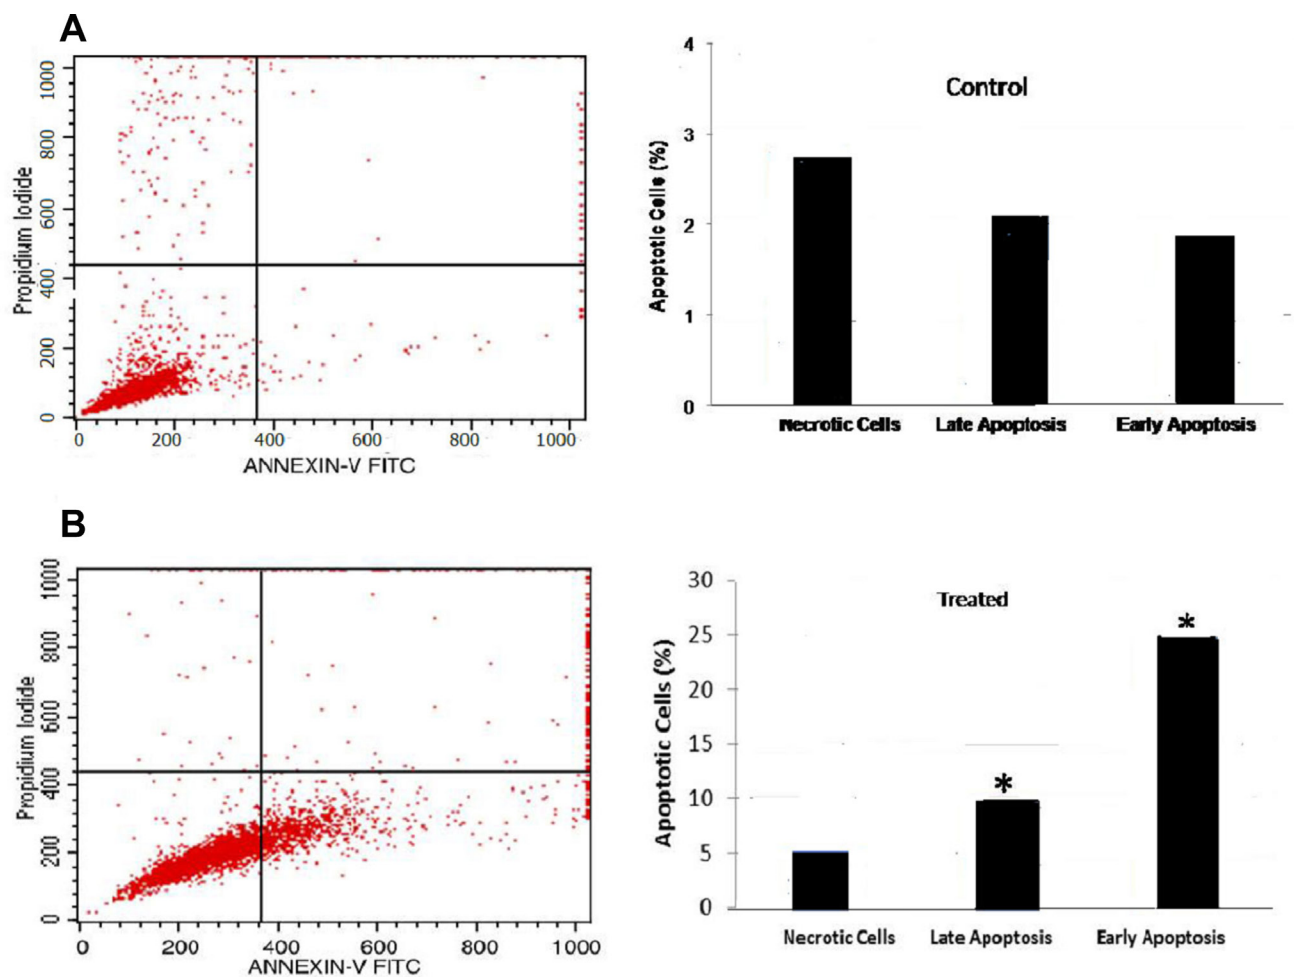 A
1000
800
600
400
200
0
Propidium Iodide
0 200 400 600 800 1000
ANNEXIN-V FITC
4
3
2
1
0
Apoptotic Cells (%)
Control
Necrotic Cells Late Apoptosis Early Apoptosis
B
1000
800
600
400
200
0
Propidium Iodide
0 200 400 600 800 1000
ANNEXIN-V FITC
30
25
20
15
10
5
0
Apoptotic Cells (%)
Treated
*
*
Necrotic Cells Late Apoptosis Early Apoptosis